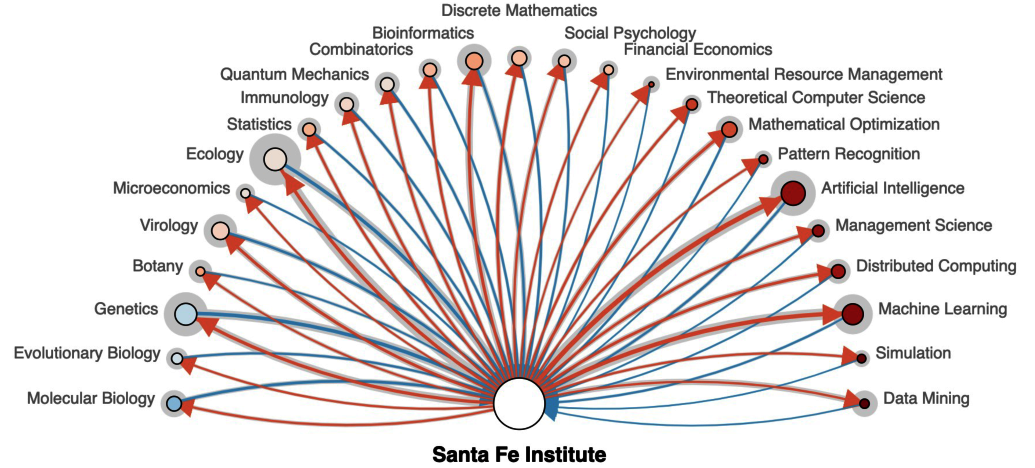 Discrete Mathematics
Bioinformatics
Social Psychology
Combinatorics
Financial Economics
Quantum Mechanics
Environmental Resource Management
Immunology
Theoretical Computer Science
Statistics
Mathematical Optimization
Ecology
Pattern Recognition
Microeconomics
Artificial Intelligence
Virology
Management Science
Botany
Distributed Computing
Genetics
Machine Learning
Evolutionary Biology
Simulation
Molecular Biology
Data Mining
Santa Fe Institute